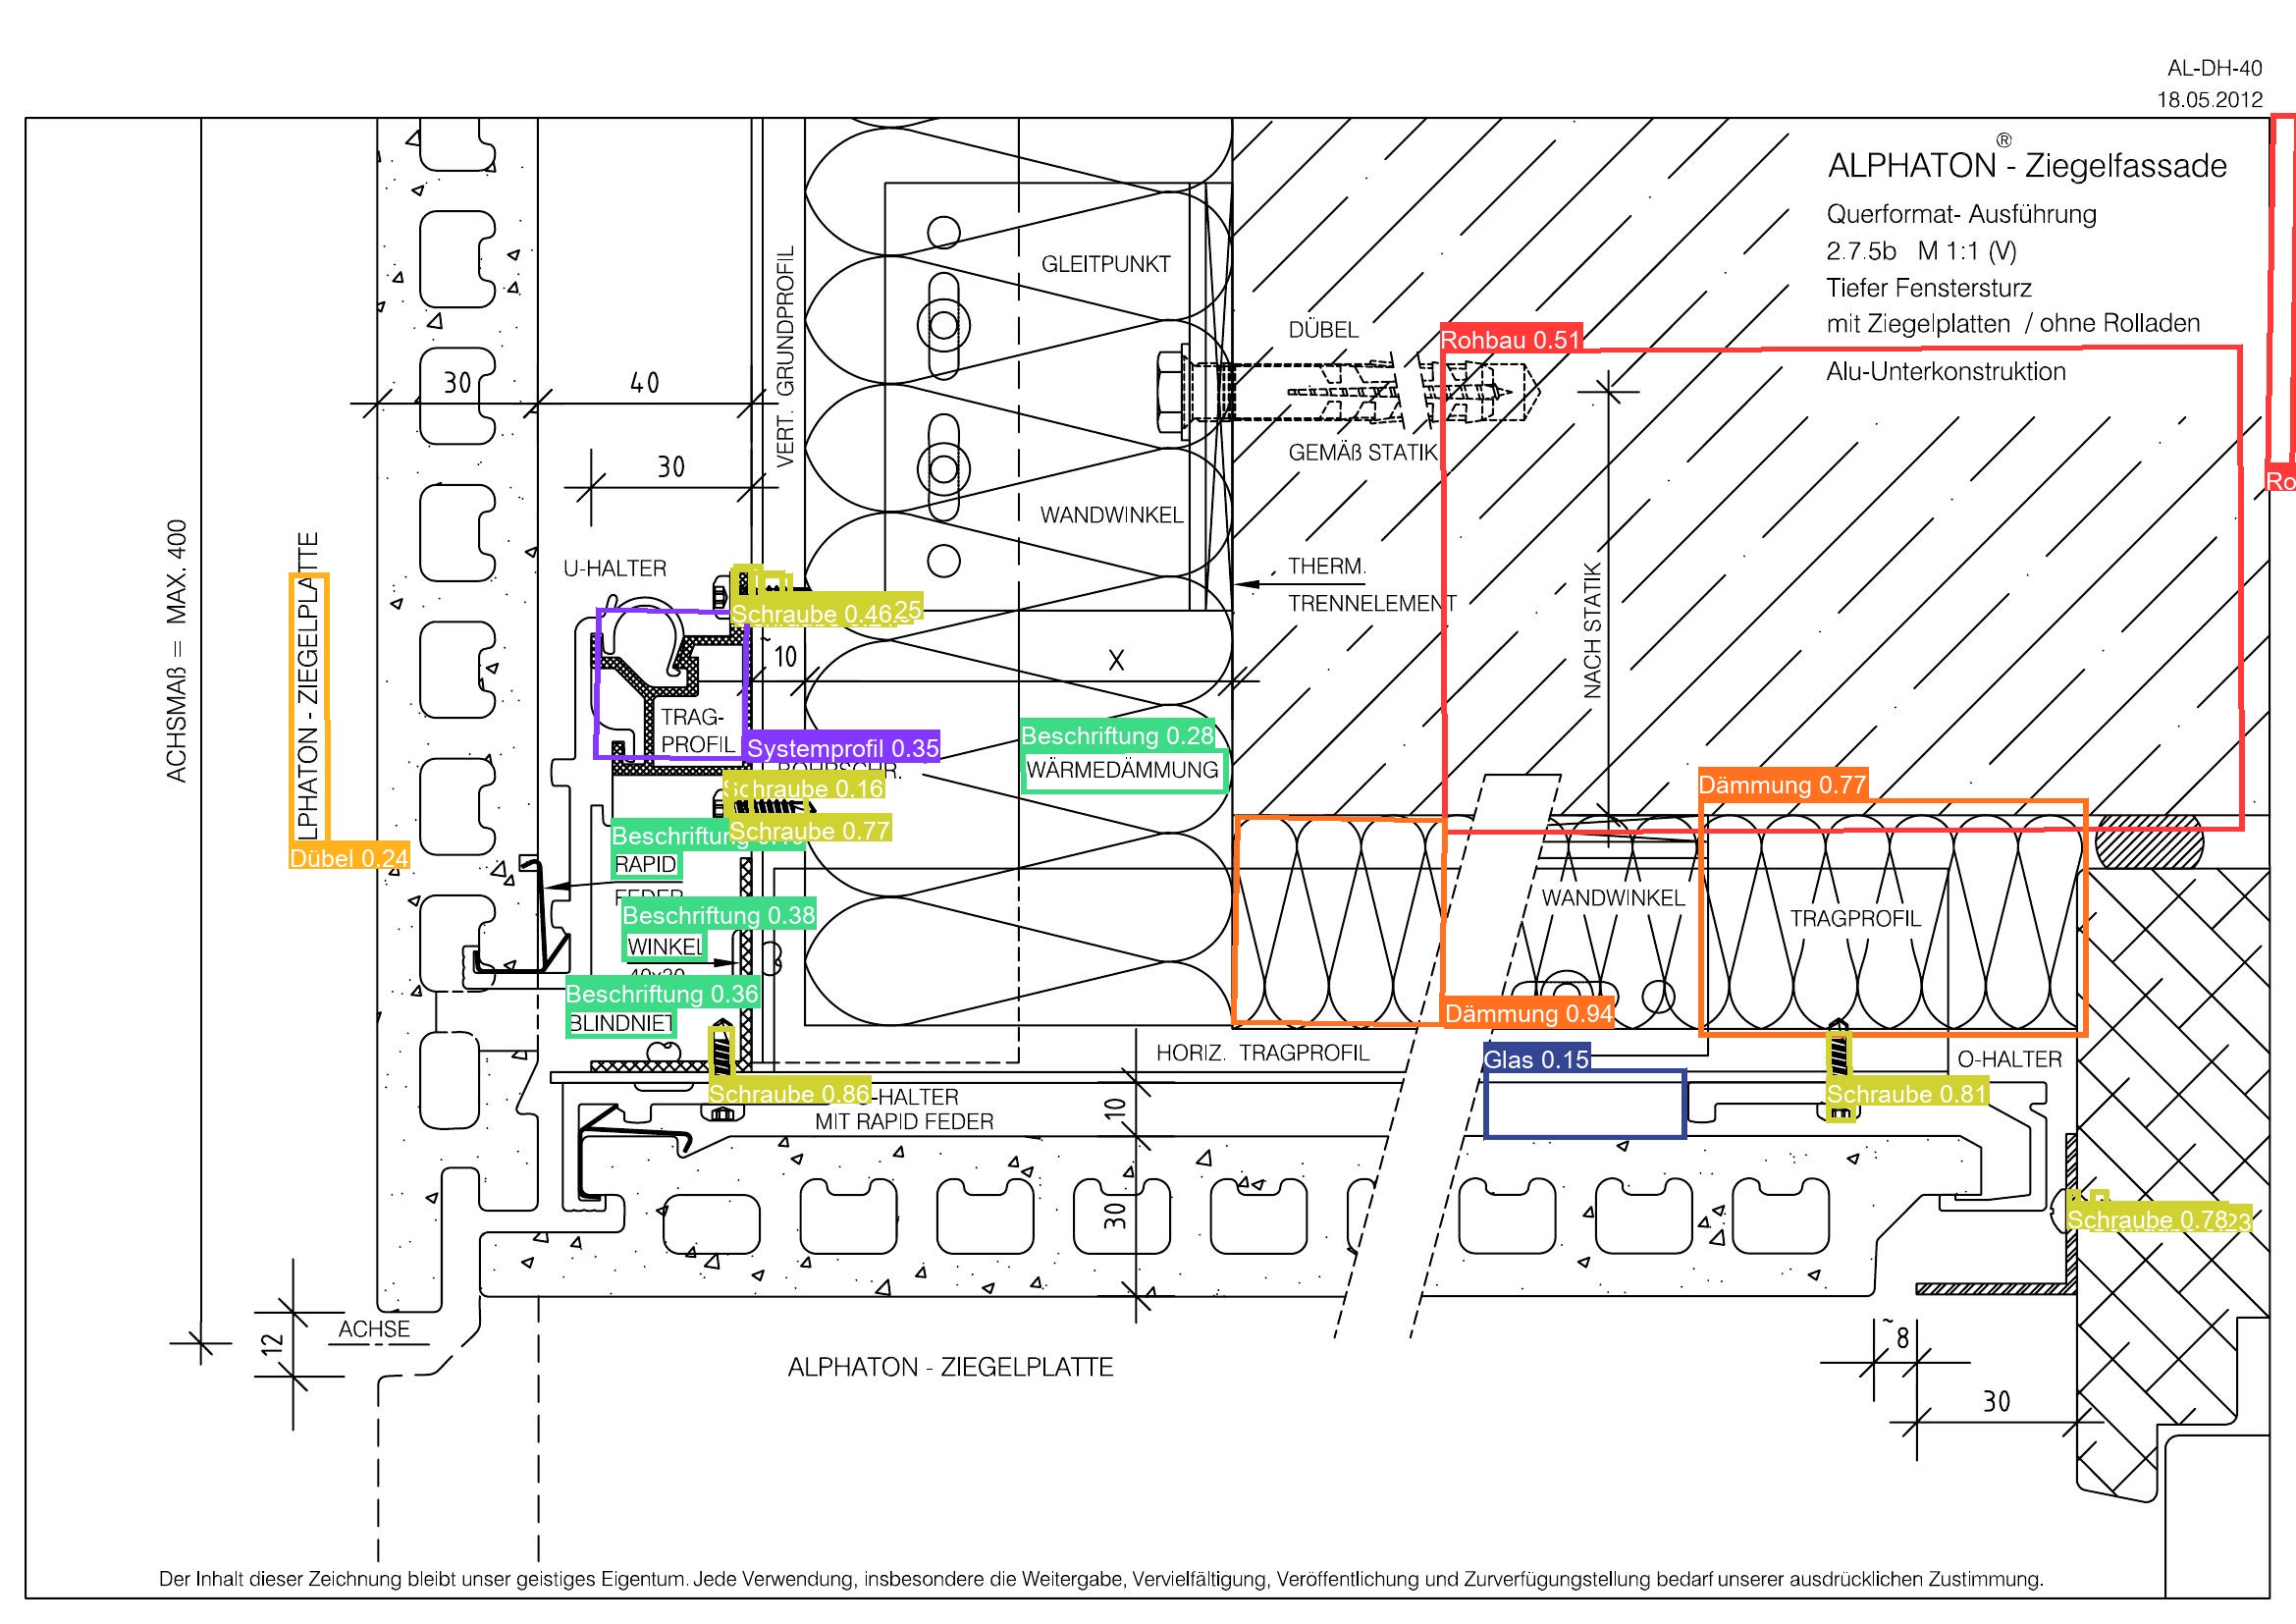 AL-DH-40
18.05.2012
ALPHATON® - Ziegelfassade
Querformat- Ausführung
2.7.5b M 1:1 (V)
Tiefer Fenstersturz
mit Ziegelplatten / ohne Rolladen
Alu-Unterkonstruktion
GLEITPUNKT
VERT. GRUNDPROFIL
DÜBEL
Rohbau 0.51
30
40
GEMÄß STATIK
30
Ro
WANDWINKEL
ACHSMAß = MAX. 400
LPHATON - ZIEGELPLATTE
U-HALTER
THERM.
TRENNELEMENT
NACH STATIK
Schraube 0.46
25
~
10
X
TRAG-
PROFIL
Systemprofil 0.35
Beschriftung 0.28
WÄRMEDÄMMUNG
Dämmung 0.77
Schraube 0.16
Schraube 0.77
RAPID
FEDER
Dübel 0.24
WANDWINKEL
TRAGPROFIL
Beschriftung 0.38
WINKEL
40x20
Beschriftung 0.36
BLINDNIET
Dämmung 0.94
HORIZ. TRAGPROFIL
Glas 0.15
O-HALTER
Schraube 0.86
-HALTER
MIT RAPID FEDER
10
Schraube 0.81
30
Schraube 0.78
23
ACHSE
12
~8
ALPHATON - ZIEGELPLATTE
30
Der Inhalt dieser Zeichnung bleibt unser geistiges Eigentum. Jede Verwendung, insbesondere die Weitergabe, Vervielfältigung, Veröffentlichung und Zurverfügungstellung bedarf unserer ausdrücklichen Zustimmung.